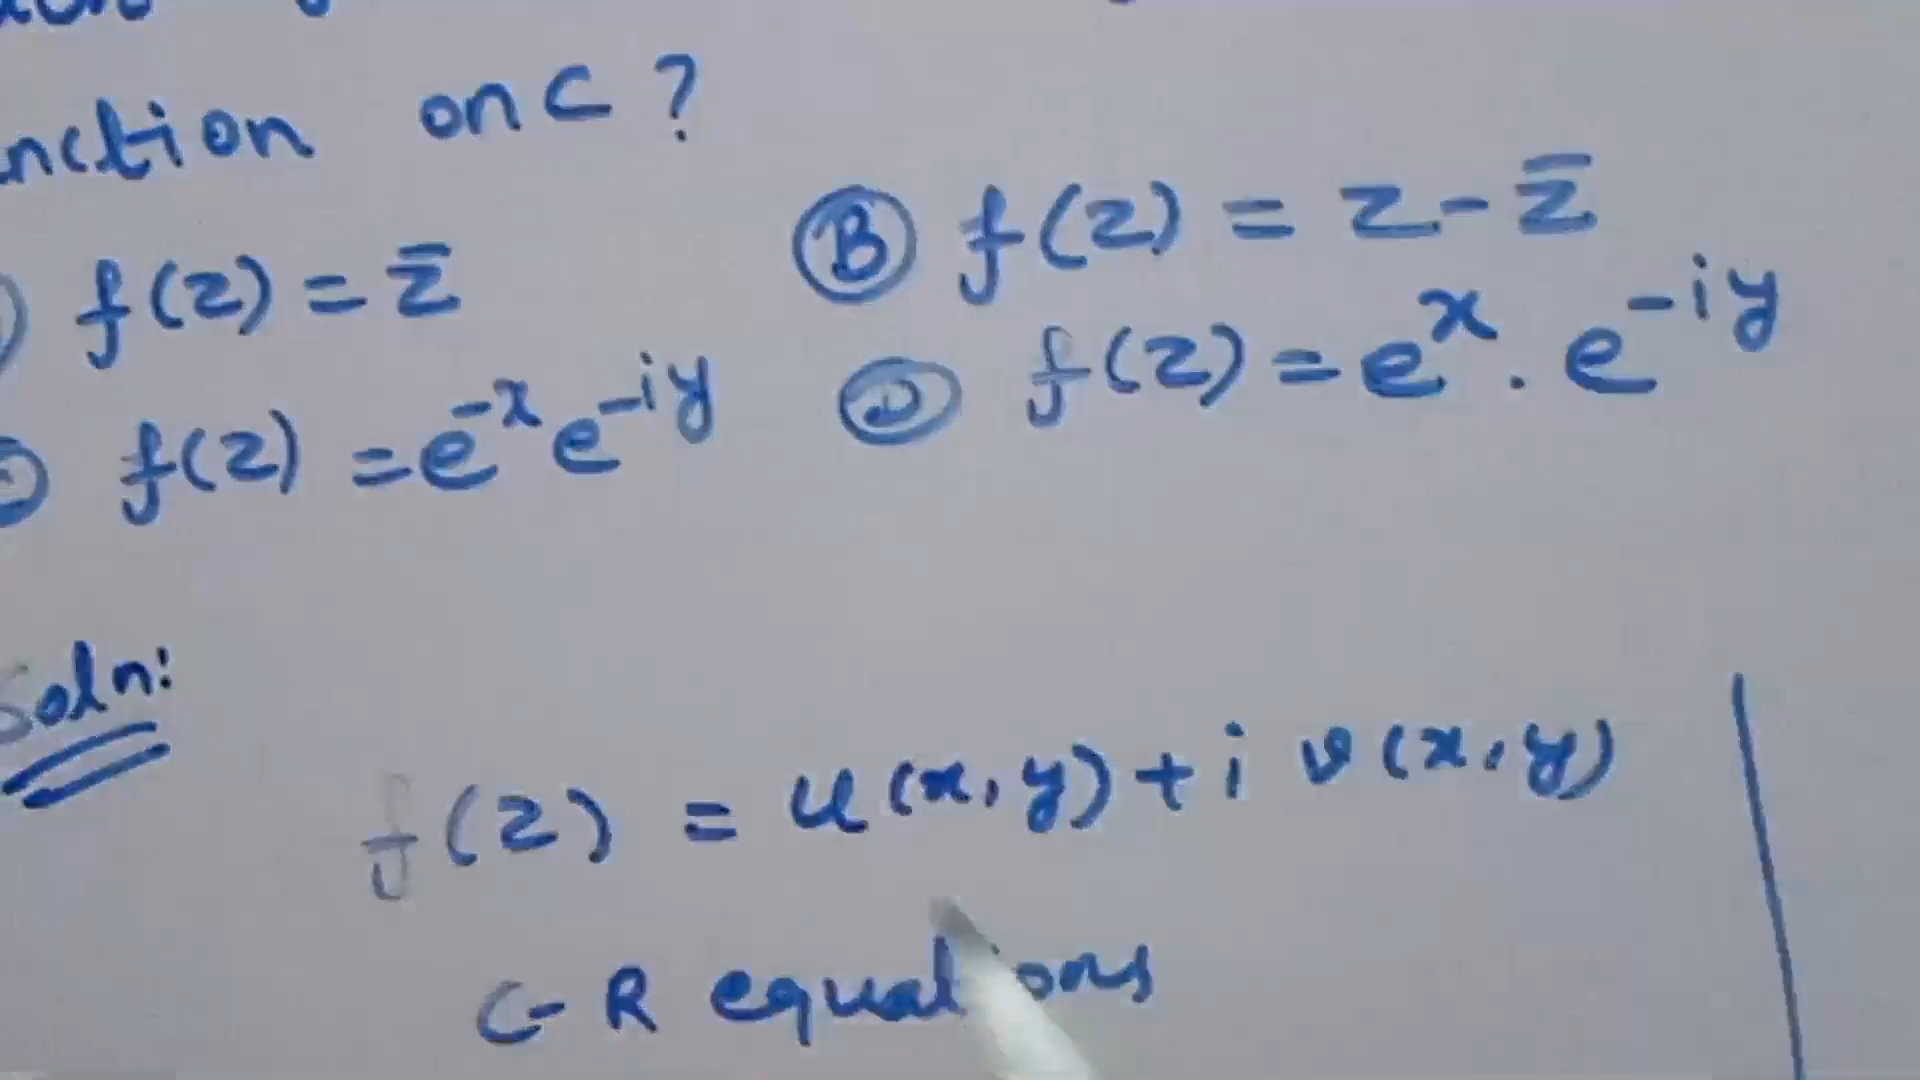 nction on C ?
f(z) = z̅ Ⓑ f(z) = z - z̅
f(z) = e^{-x} e^{-iy} Ⓓ f(z) = e^{x} . e^{-iy}
Soln:
f(z) = u(x,y) + i v(x,y)
C-R equations